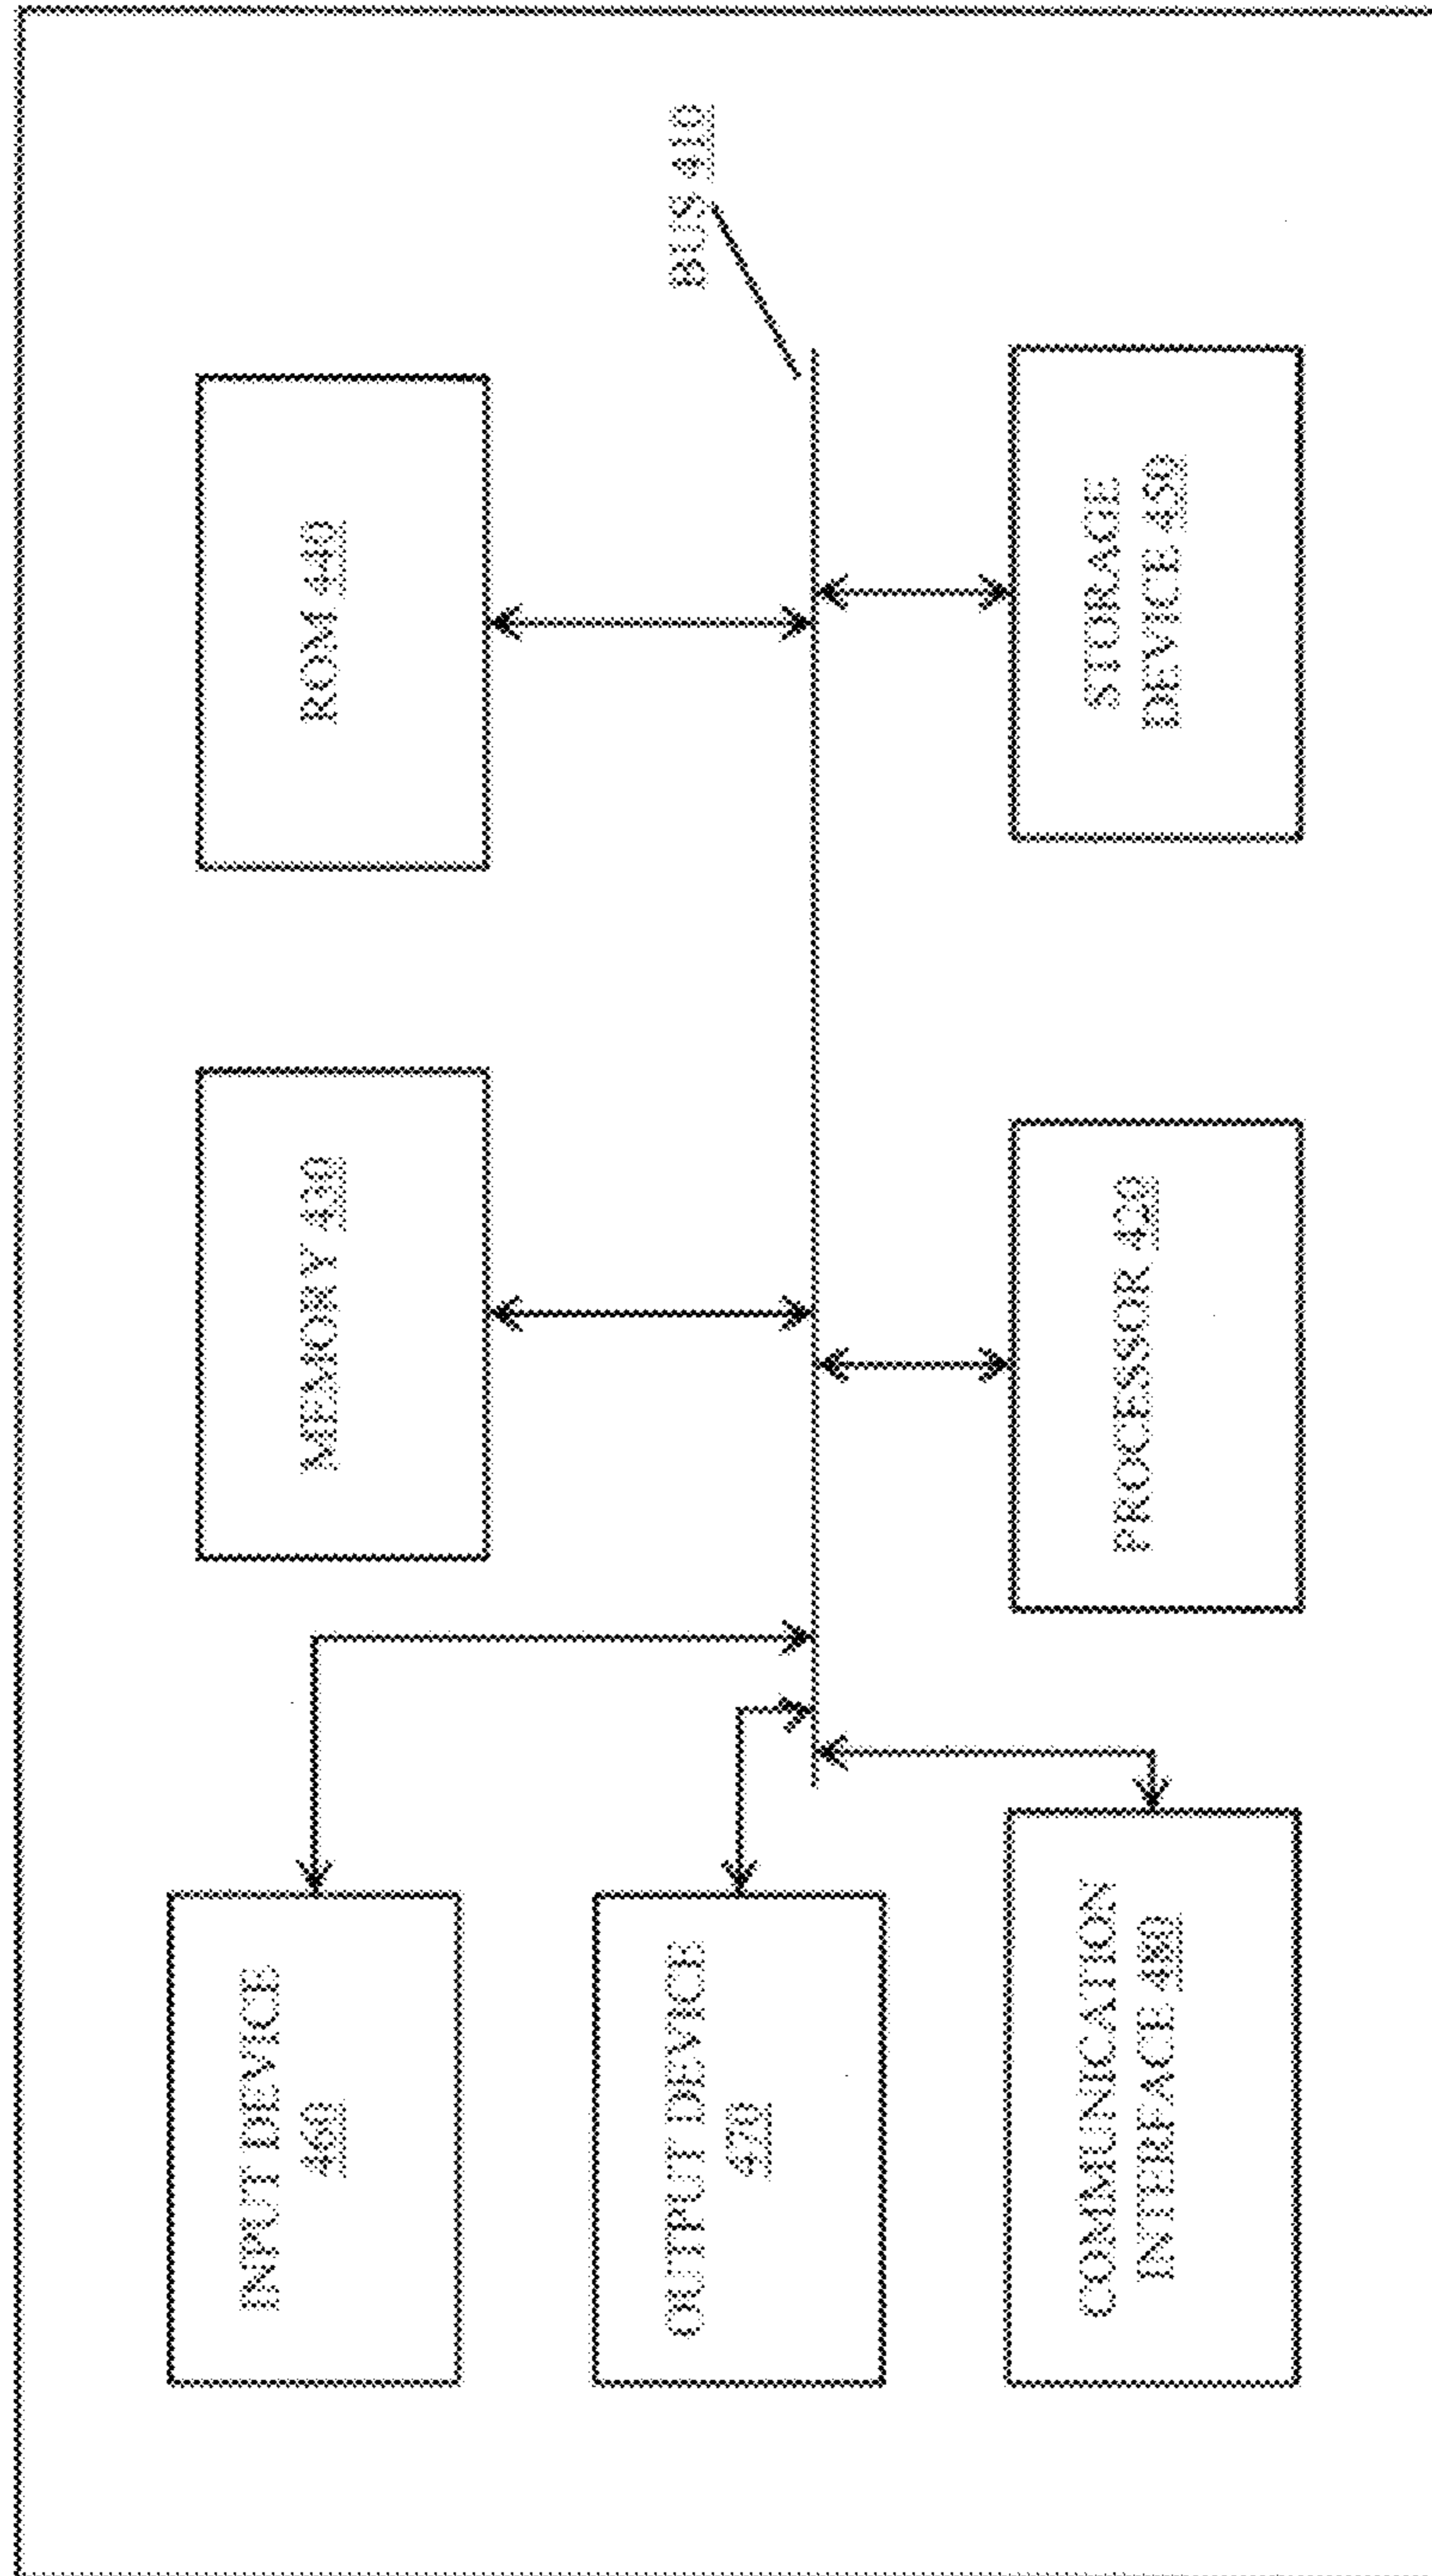 INPUT DEVICE
460
MEMORY 430
ROM 440
OUTPUT DEVICE
470
BUS 410
COMMUNICATION
INTERFACE 480
PROCESSOR 420
STORAGE
DEVICE 450